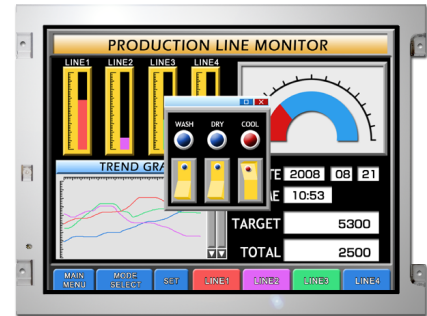 PRODUCTION LINE MONITOR
LINE1 LINE2 LINE3 LINE4
WASH DRY COOL
TREND GRA
TE 2008 08 21
ME 10:53
TARGET 5300
TOTAL 2500
MAIN MENU
MODE SELECT
SET
LINE1
LINE2
LINE3
LINE4